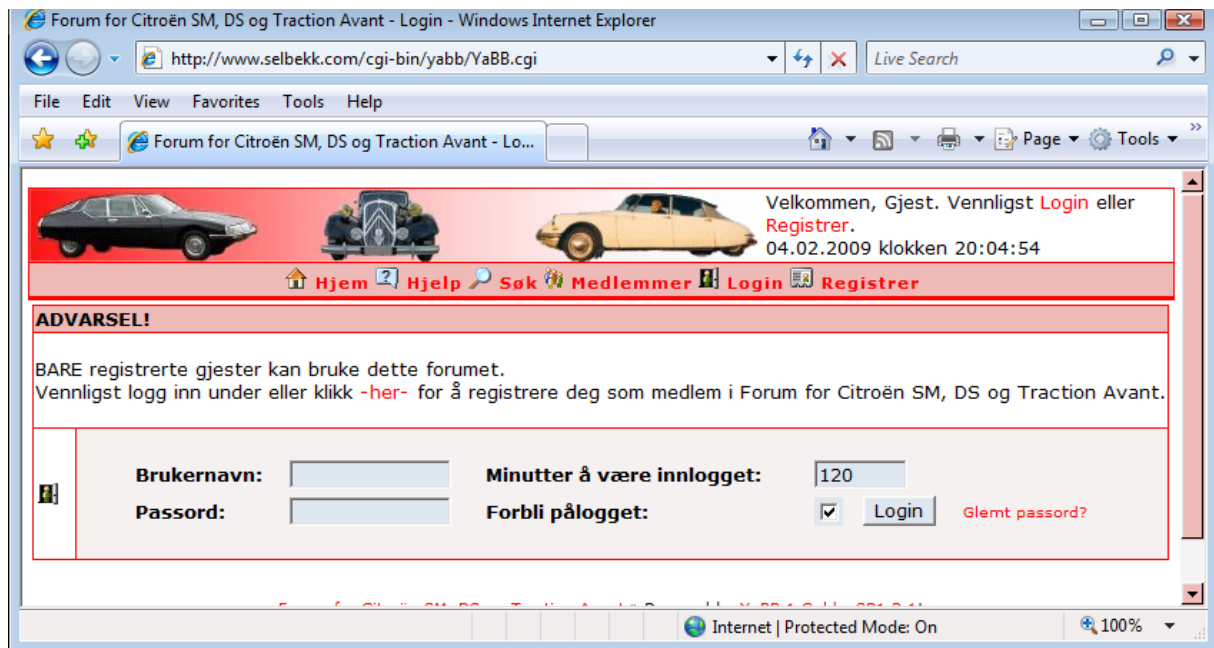 Forum for Citroën SM, DS og Traction Avant - Login - Windows Internet Explorer
http://www.selbekk.com/cgi-bin/yabb/YaBB.cgi
Live Search
File Edit View Favorites Tools Help
Forum for Citroën SM, DS og Traction Avant - Lo...
Page Tools
Velkommen, Gjest. Vennligst Login eller
Registrer.
04.02.2009 klokken 20:04:54
Hjem Hjelp Søk Medlemmer Login Registrer
ADVARSEL!
BARE registrerte gjester kan bruke dette forumet.
Vennligst logg inn under eller klikk -her- for å registrere deg som medlem i Forum for Citroën SM, DS og Traction Avant.
Brukernavn: Minutter å være innlogget: 120
Passord: Forbli pålogget: Login Glemt passord?
Internet | Protected Mode: On 100%